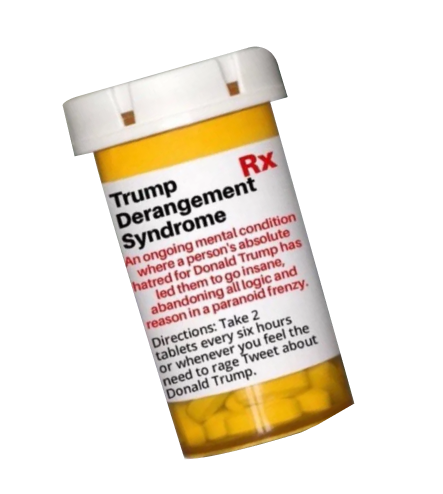 Rx
Trump
Derangement
Syndrome
An ongoing mental condition
where a person's absolute
hatred for Donald Trump has
led them to go insane,
abandoning all logic and
reason in a paranoid frenzy.
Directions: Take 2
tablets every six hours
or whenever you feel the
need to rage Tweet about
Donald Trump.